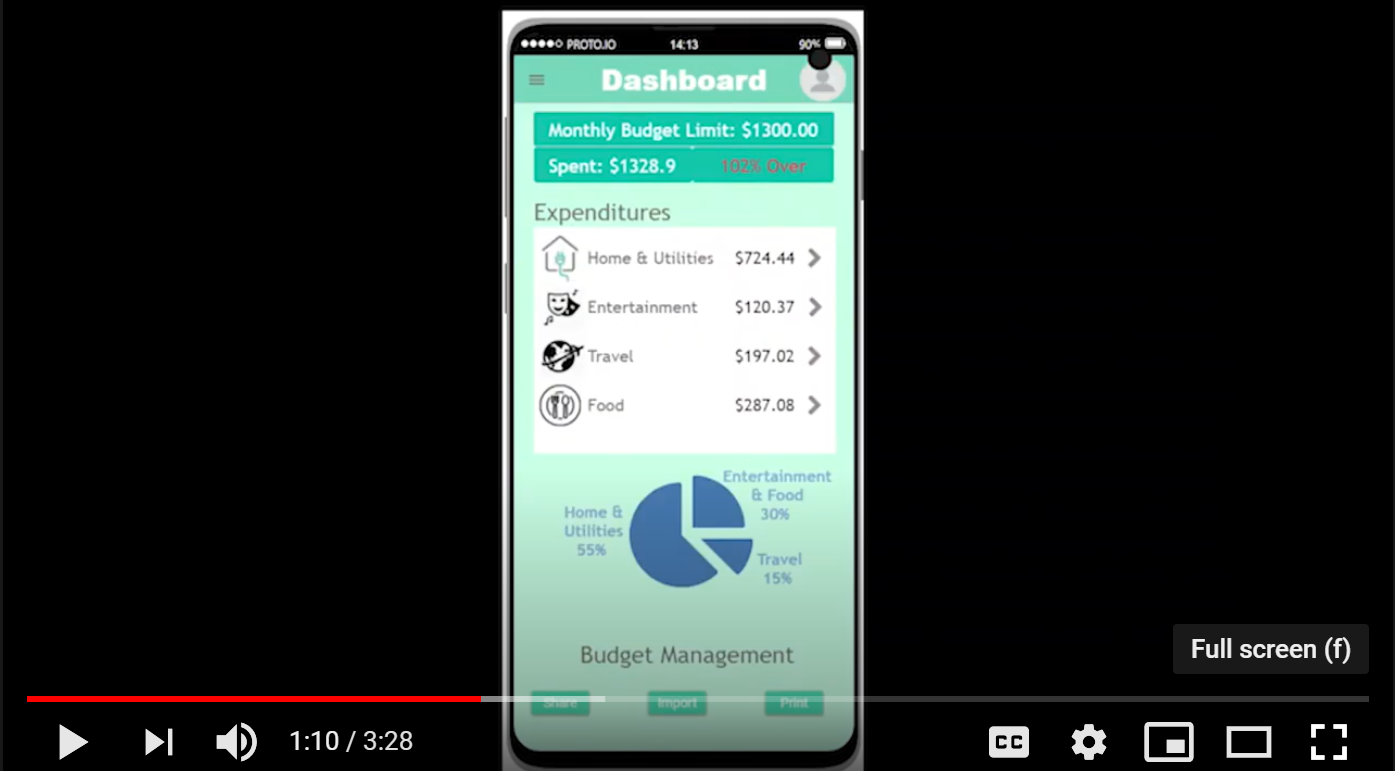 PROTO.IO 14:13 90%
Dashboard
Monthly Budget Limit: $1300.00
Spent: $1328.9 102% Over
Expenditures
Home & Utilities $724.44
Entertainment $120.37
Travel $197.02
Food $287.08
Entertainment
& Food
30%
Home &
Utilities
55%
Travel
15%
Budget Management
Full screen (f)
Share Import Print
1:10 / 3:28 CC